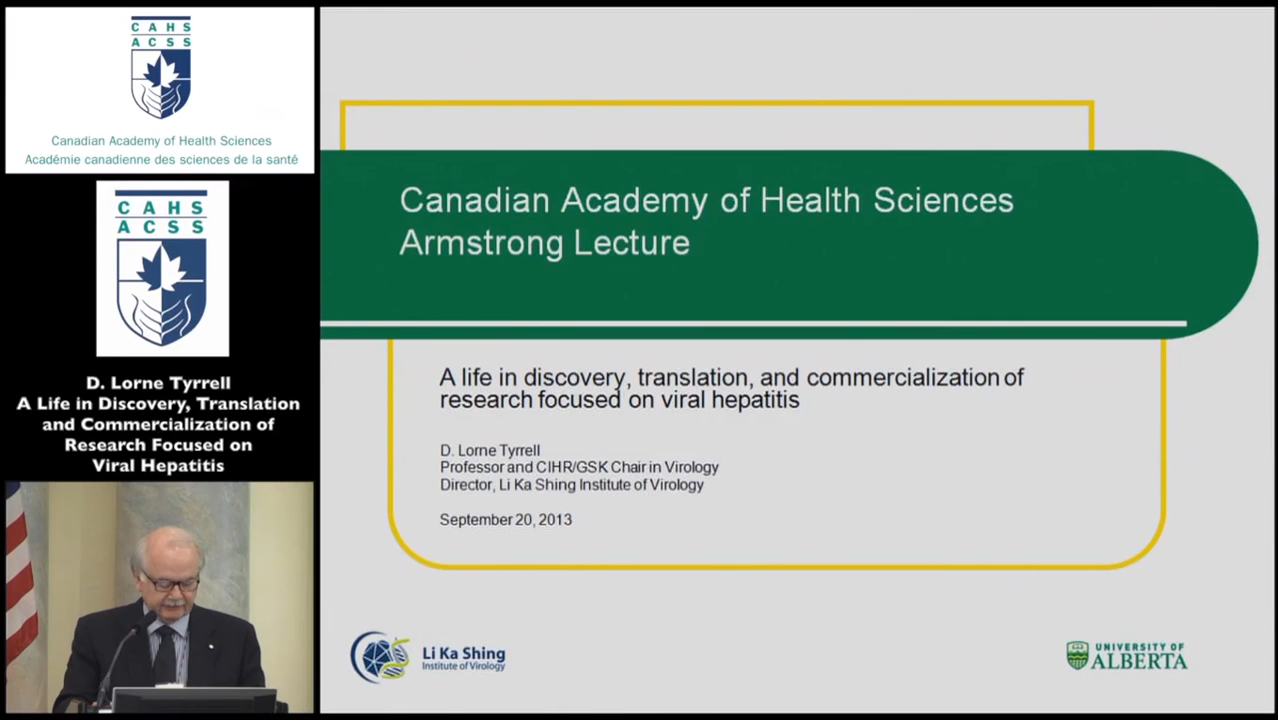 CAHS
ACSS
Canadian Academy of Health Sciences
Académie canadienne des sciences de la santé
CAHS
ACSS
D. Lorne Tyrrell
A Life in Discovery, Translation
and Commercialization of
Research Focused on
Viral Hepatitis
Canadian Academy of Health Sciences
Armstrong Lecture
A life in discovery, translation, and commercialization of
research focused on viral hepatitis
D. Lorne Tyrrell
Professor and CIHR/GSK Chair in Virology
Director, Li Ka Shing Institute of Virology
September 20, 2013
Li Ka Shing
Institute of Virology
UNIVERSITY OF
ALBERTA